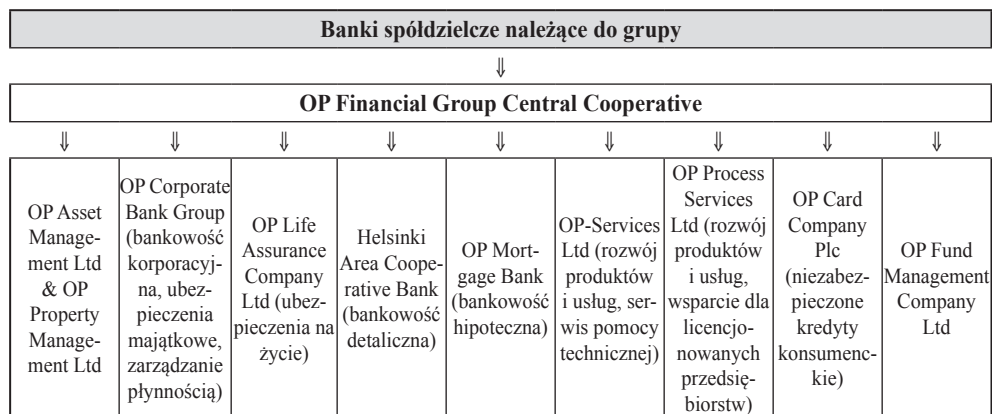 Banki spółdzielcze należące do grupy
⇓
OP Financial Group Central Cooperative
⇓ ⇓ ⇓ ⇓ ⇓ ⇓ ⇓ ⇓ ⇓
OP Asset
Manage-
ment Ltd
& OP
Property
Manage-
ment Ltd
OP Corporate
Bank Group
(bankowość
korporacyj-
na, ubez-
pieczenia
majątkowe,
zarządzanie
płynnością)
OP Life
Assurance
Company
Ltd (ubez-
pieczenia na
życie)
Helsinki
Area Coope-
rative Bank
(bankowość
detaliczna)
OP Mort-
gage Bank
(bankowość
hipoteczna)
OP-Services
Ltd (rozwój
produktów
i usług, ser-
wis pomocy
technicznej)
OP Process
Services
Ltd (rozwój
produktów
i usług,
wsparcie dla
licencjo-
nowanych
przedsię-
biorstw)
OP Card
Company
Plc
(niezabez-
pieczone
kredyty
konsumenc-
kie)
OP Fund
Management
Company
Ltd